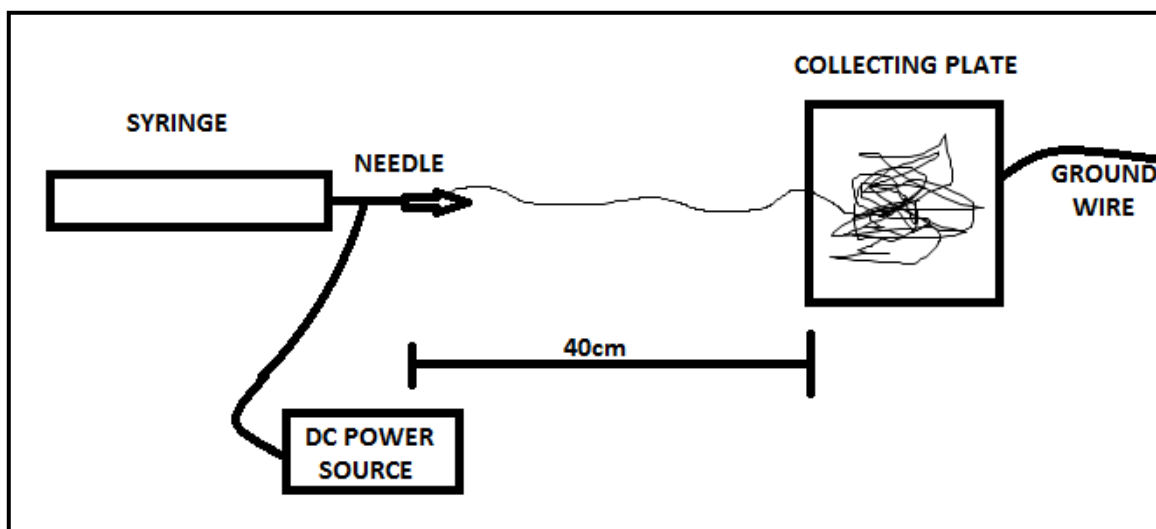 COLLECTING PLATE
SYRINGE
NEEDLE
GROUND
WIRE
40cm
DC POWER
SOURCE